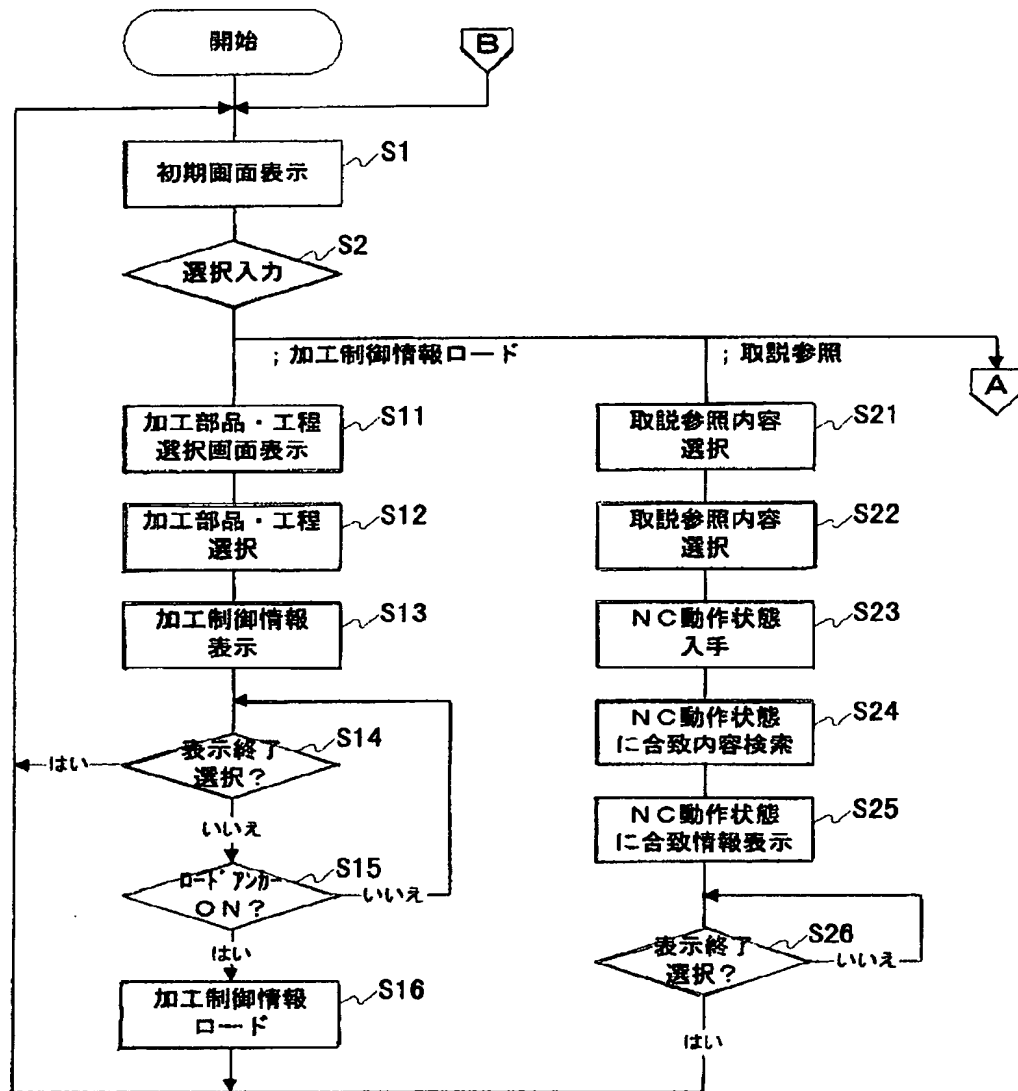 開始
B
初期画面表示
S1
選択入力
S2
;加工制御情報ロード
;取説参照
A
加工部品・工程
選択画面表示
S11
加工部品・工程
選択
S12
加工制御情報
表示
S13
表示終了
選択?
S14
はい
いいえ
ロードアンカー
ON?
S15
いいえ
はい
加工制御情報
ロード
S16
取説参照内容
選択
S21
取説参照内容
選択
S22
NC動作状態
入手
S23
NC動作状態
に合致内容検索
S24
NC動作状態
に合致情報表示
S25
表示終了
選択?
S26
いいえ
はい